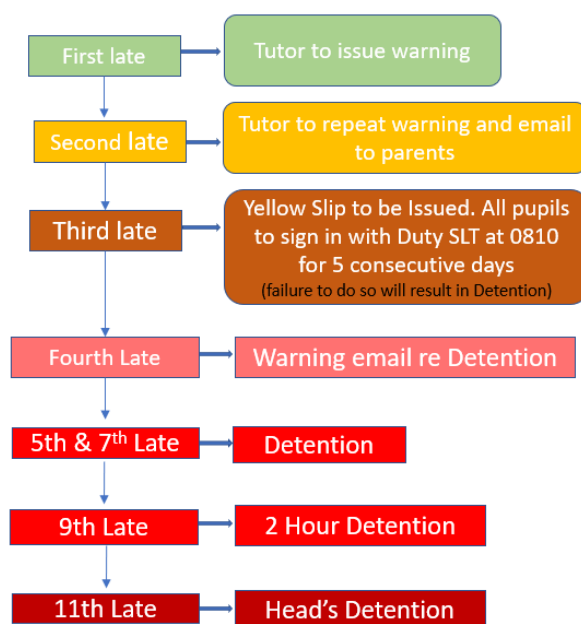 First late
Tutor to issue warning
Second late
Tutor to repeat warning and email
to parents
Third late
Yellow Slip to be Issued. All pupils
to sign in with Duty SLT at 0810
for 5 consecutive days
(failure to do so will result in Detention)
Fourth Late
Warning email re Detention
5th & 7th Late
Detention
9th Late
2 Hour Detention
11th Late
Head's Detention